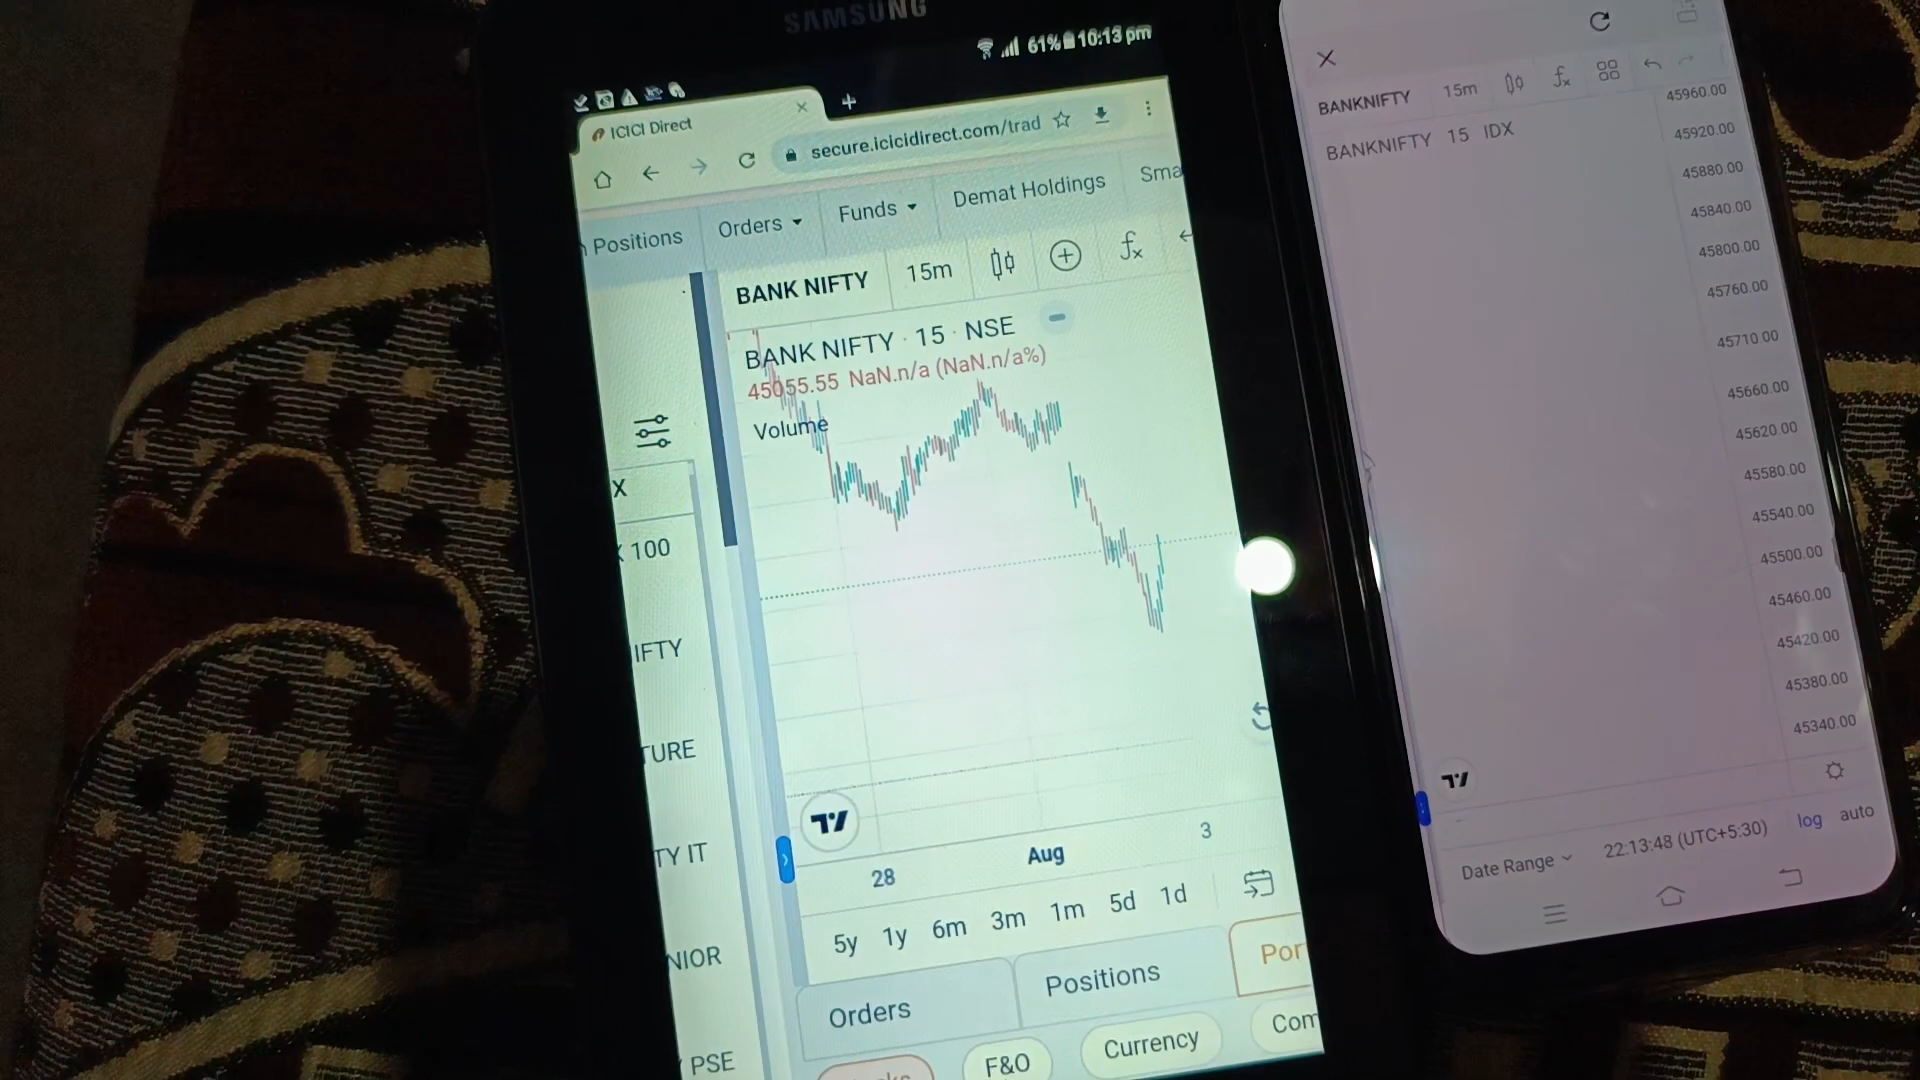 SAMSUNG
61% 10:13 pm
ICICI Direct
secure.icicidirect.com/trad
Positions
Orders
Funds
Demat Holdings
Sma
BANK NIFTY
15m
BANK NIFTY · 15 · NSE
45055.55 NaN.n/a (NaN.n/a%)
Volume
X
100
IFTY
TURE
TY IT
NIOR
PSE
28
Aug
3
5y
1y
6m
3m
1m
5d
1d
Orders
Positions
Por
F&O
Currency
Com
BANKNIFTY
15m
BANKNIFTY 15 IDX
45960.00
45920.00
45880.00
45840.00
45800.00
45760.00
45710.00
45660.00
45620.00
45580.00
45540.00
45500.00
45460.00
45420.00
45380.00
45340.00
Date Range
22:13:48 (UTC+5:30)
log
auto